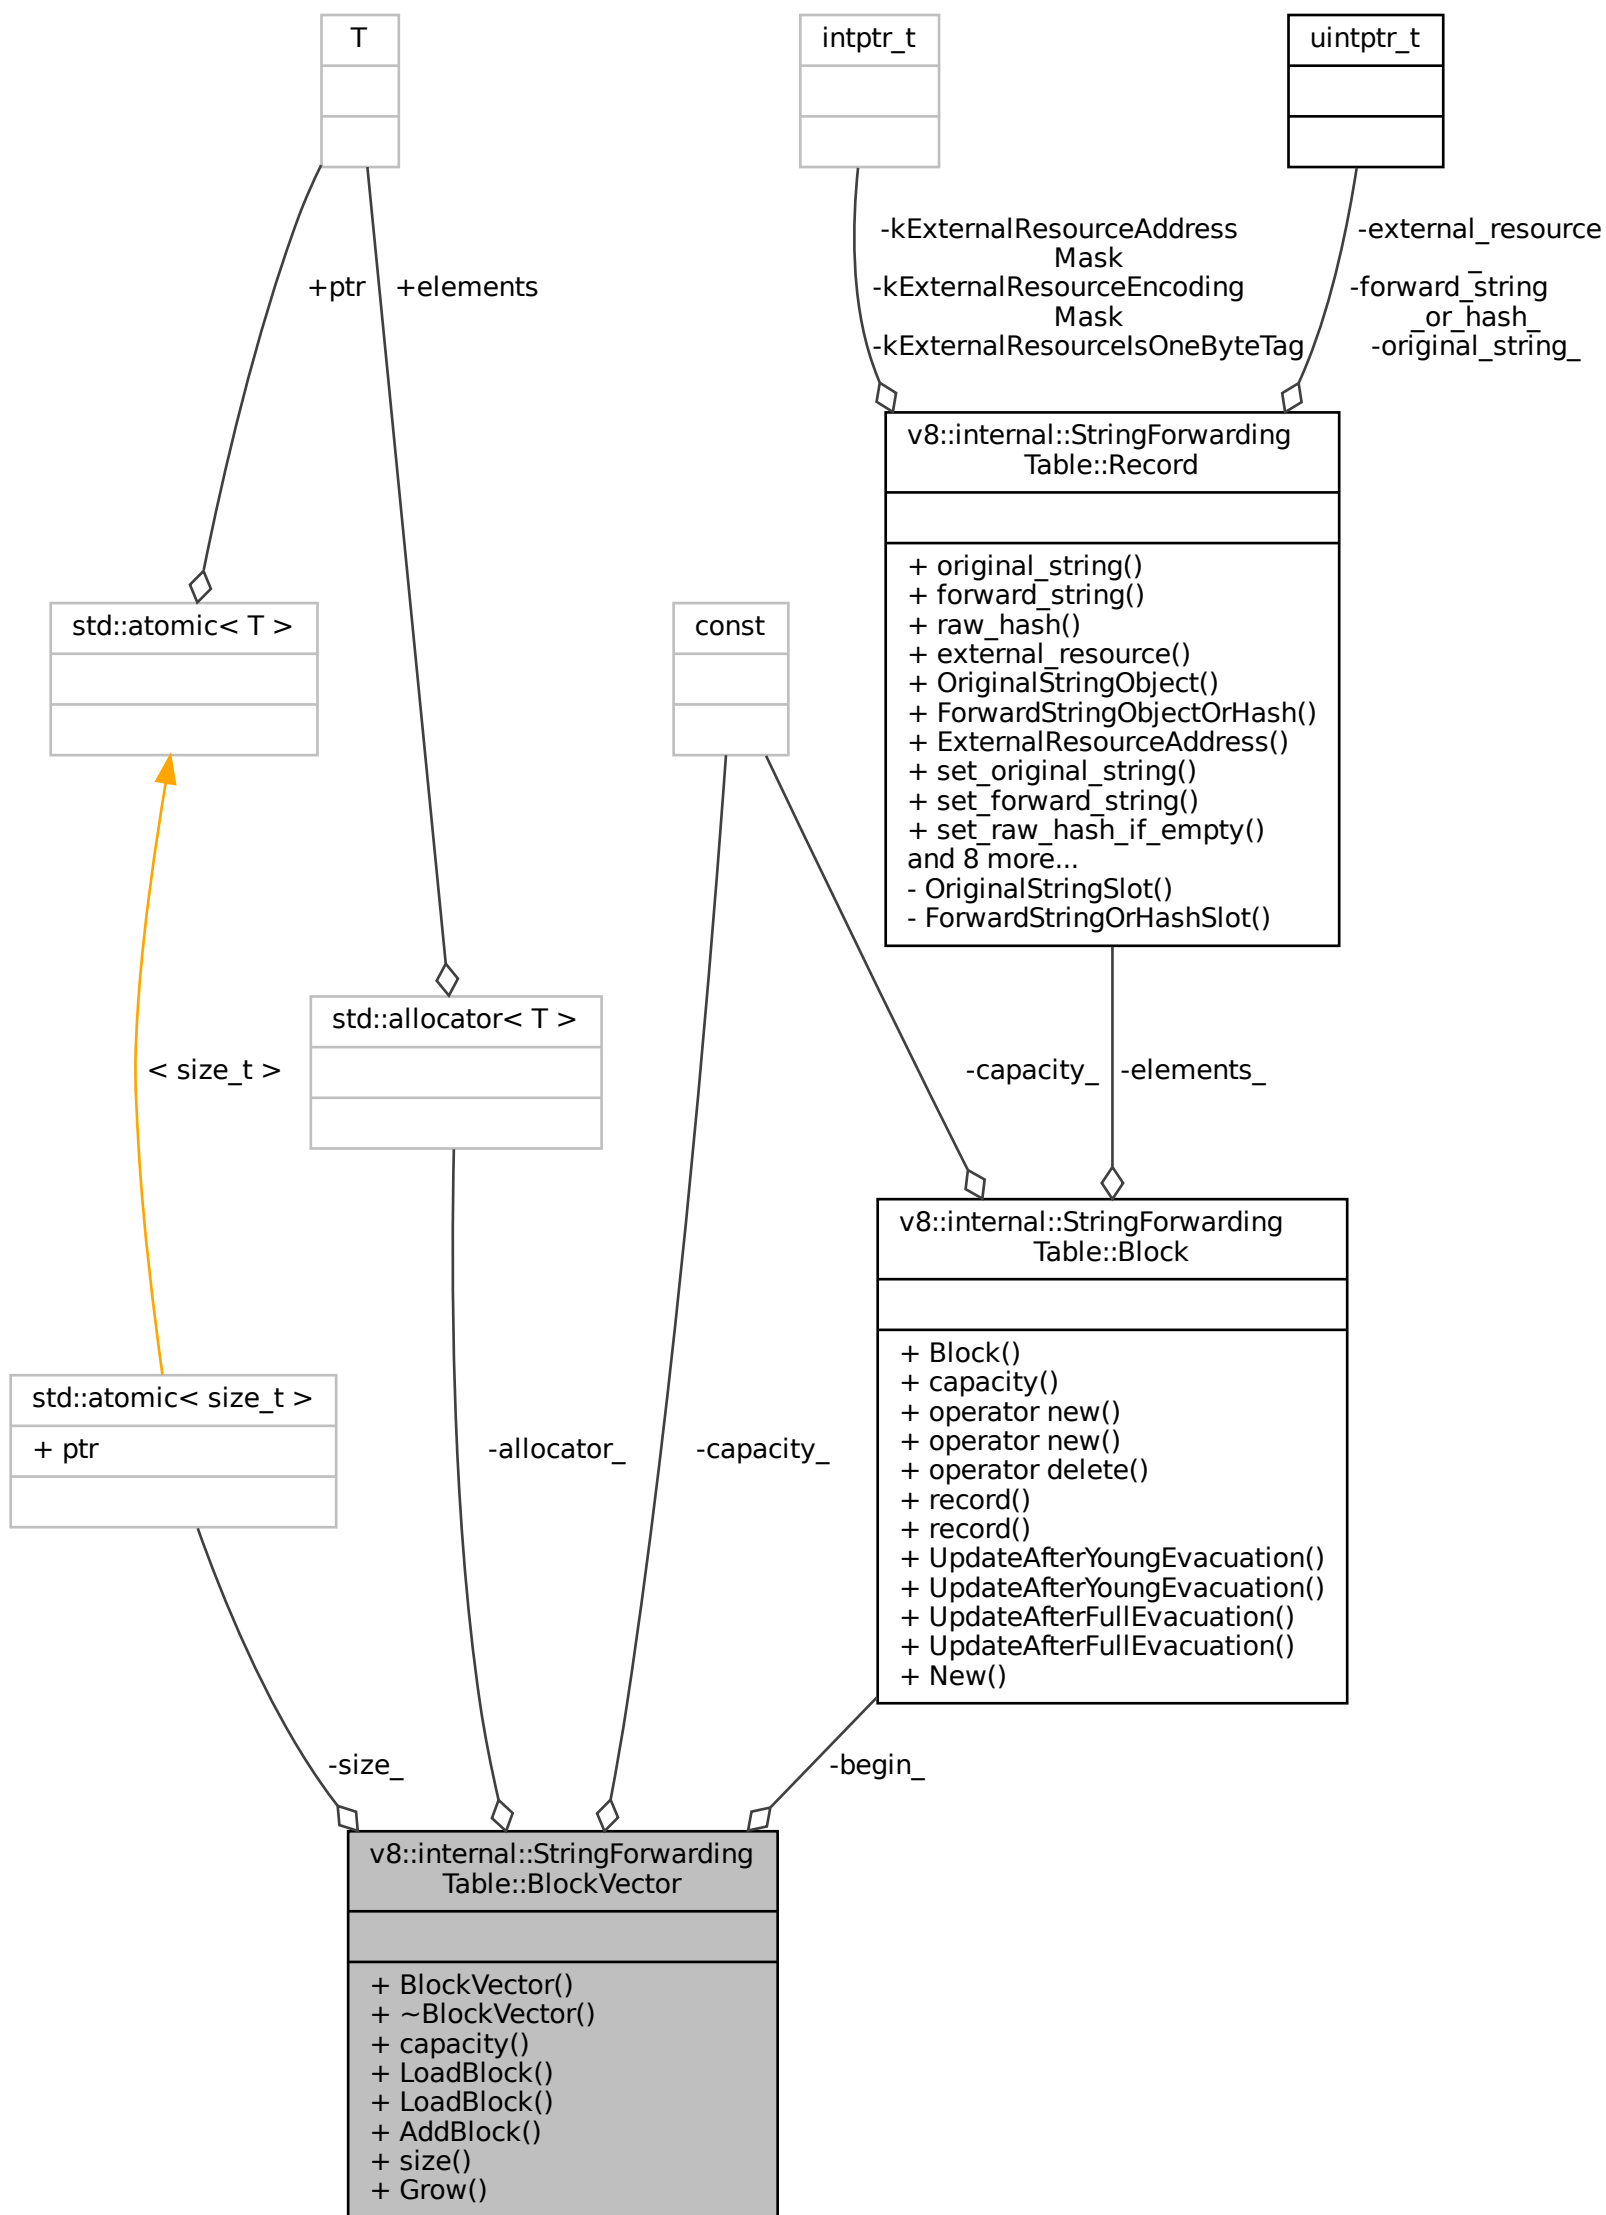 T
intptr_t
uintptr_t
-kExternalResourceAddress
Mask
-kExternalResourceEncoding
Mask
-kExternalResourceIsOneByteTag
-external_resource
_
-forward_string
_or_hash_
-original_string_
+ptr
+elements
v8::internal::StringForwarding
Table::Record
+ original_string()
+ forward_string()
+ raw_hash()
+ external_resource()
+ OriginalStringObject()
+ ForwardStringObjectOrHash()
+ ExternalResourceAddress()
+ set_original_string()
+ set_forward_string()
+ set_raw_hash_if_empty()
and 8 more...
- OriginalStringSlot()
- ForwardStringOrHashSlot()
std::atomic< T >
const
std::allocator< T >
< size_t >
-capacity_
-elements_
v8::internal::StringForwarding
Table::Block
+ Block()
+ capacity()
+ operator new()
+ operator new()
+ operator delete()
+ record()
+ record()
+ UpdateAfterYoungEvacuation()
+ UpdateAfterYoungEvacuation()
+ UpdateAfterFullEvacuation()
+ UpdateAfterFullEvacuation()
+ New()
std::atomic< size_t >
+ ptr
-allocator_
-capacity_
-size_
-begin_
v8::internal::StringForwarding
Table::BlockVector
+ BlockVector()
+ ~BlockVector()
+ capacity()
+ LoadBlock()
+ LoadBlock()
+ AddBlock()
+ size()
+ Grow()